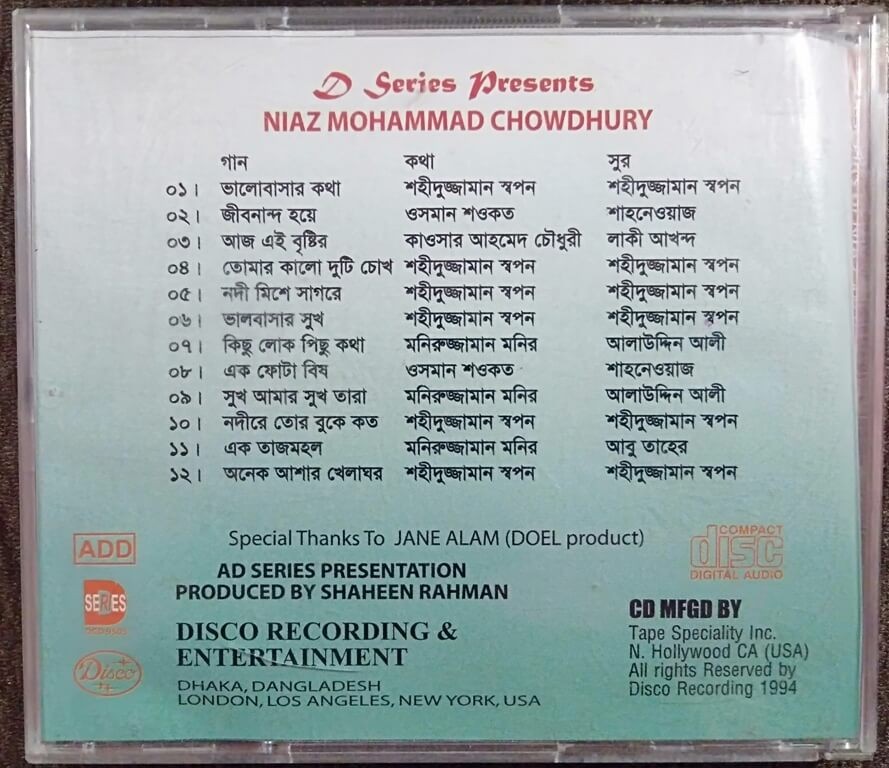 D Series Presents
NIAZ MOHAMMAD CHOWDHURY
গান কথা সুর
০১। ভালোবাসার কথা শহীদুজ্জামান স্বপন শহীদুজ্জামান স্বপন
০২। জীবনান্দ হয়ে ওসমান শওকত শাহনেওয়াজ
০৩। আজ এই বৃষ্টির কাওসার আহমেদ চৌধুরী লাকী আখন্দ
০৪। তোমার কালো দুটি চোখ শহীদুজ্জামান স্বপন শহীদুজ্জামান স্বপন
০৫। নদী মিশে সাগরে শহীদুজ্জামান স্বপন শহীদুজ্জামান স্বপন
০৬। ভালবাসার সুখ শহীদুজ্জামান স্বপন শহীদুজ্জামান স্বপন
০৭। কিছু লোক পিছু কথা মনিরুজ্জামান মনির আলাউদ্দিন আলী
০৮। এক ফোটা বিষ ওসমান শওকত শাহনেওয়াজ
০৯। সুখ আমার সুখ তারা মনিরুজ্জামান মনির আলাউদ্দিন আলী
১০। নদীরে তোর বুকে কত শহীদুজ্জামান স্বপন শহীদুজ্জামান স্বপন
১১। এক তাজমহল মনিরুজ্জামান মনির আবু তাহের
১২। অনেক আশার খেলাঘর শহীদুজ্জামান স্বপন শহীদুজ্জামান স্বপন
Special Thanks To JANE ALAM (DOEL product)
COMPACT
disc
DIGITAL AUDIO
ADD
AD SERIES PRESENTATION
PRODUCED BY SHAHEEN RAHMAN
D
SERIES
DISCO RECORDING &
ENTERTAINMENT
Disco
DHAKA, DANGLADESH
LONDON, LOS ANGELES, NEW YORK, USA
CD MFGD BY
Tape Speciality Inc.
N. Hollywood CA (USA)
All rights Reserved by
Disco Recording 1994